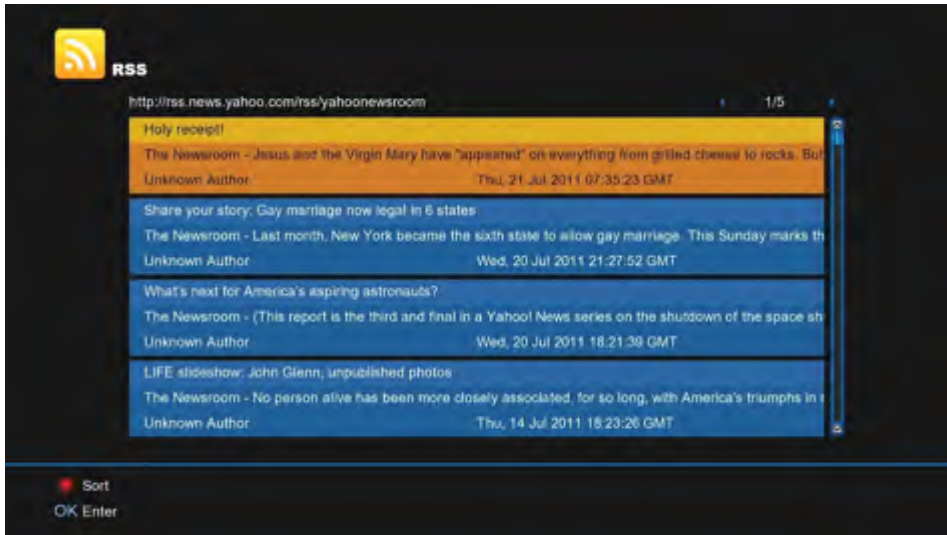 RSS
http://rss.news.yahoo.com/rss/yahoonewsroom 1/5
Holy receipt!
The Newsroom - Jesus and the Virgin Mary have "appeared" on everything from grilled cheese to rocks. But
Unknown Author Thu, 21 Jul 2011 07:35:23 GMT
Share your story: Gay marriage now legal in 6 states
The Newsroom - Last month, New York became the sixth state to allow gay marriage. This Sunday marks th
Unknown Author Wed, 20 Jul 2011 21:27:52 GMT
What's next for America's aspiring astronauts?
The Newsroom - (This report is the third and final in a Yahoo! News series on the shutdown of the space sh
Unknown Author Wed, 20 Jul 2011 18:21:39 GMT
LIFE slideshow: John Glenn, unpublished photos
The Newsroom - No person alive has been more closely associated, for so long, with America's triumphs in
Unknown Author Thu, 14 Jul 2011 18:23:26 GMT
Sort
OK Enter